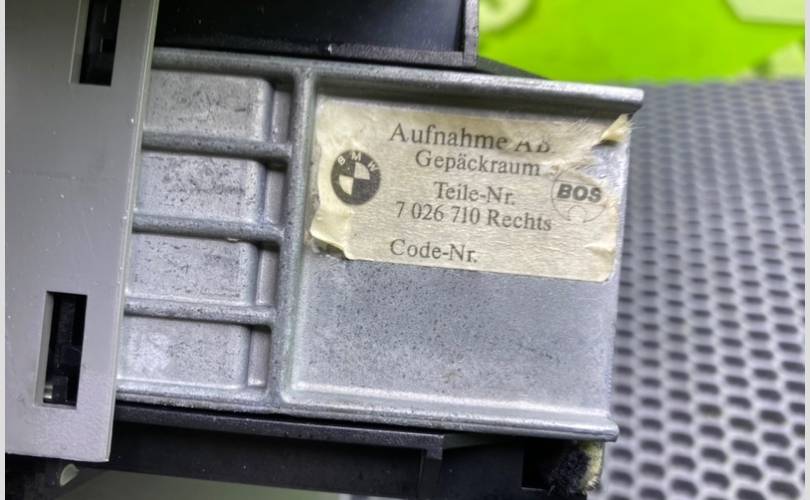 Aufnahme AB.
Gepäckraum
BMW
BOS
Teile-Nr.
7 026 710 Rechts
Code-Nr.